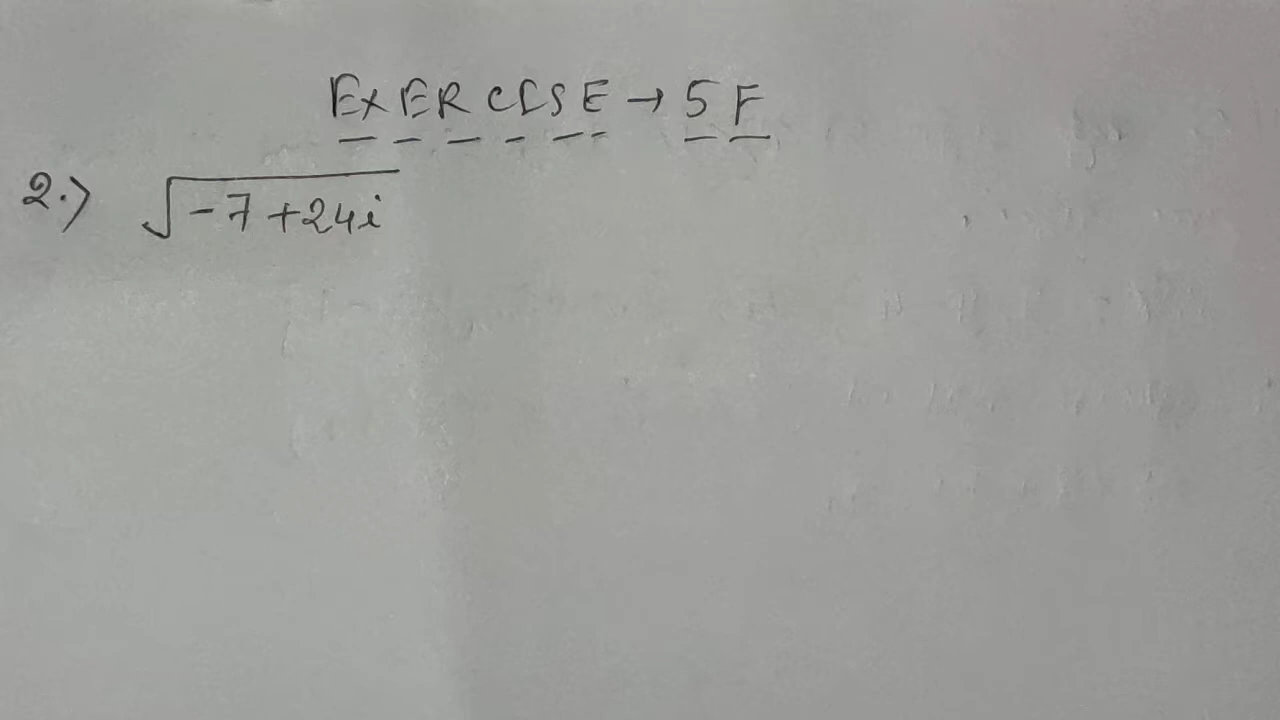 EXERCISE → 5F
2.) √-7+24i